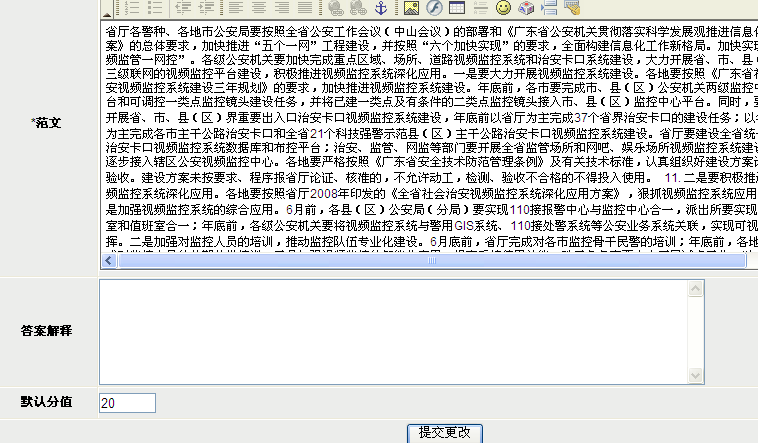 省厅各警种、各地市公安局要按照全省公安工作会议（中山会议）的部署和《广东省公安机关贯彻落实科学发展观推进信息化
案》的总体要求，加快推进“五个一网”工程建设，并按照“六个加快实现”的要求，全面构建信息化工作新格局。加快实现
频监管一网控”。各级公安机关要加快完成重点区域、场所、道路视频监控系统和治安卡口系统建设，大力开展省、市、县（
三级联网的视频监控平台建设，积极推进视频监控系统深化应用。一是要大力开展视频监控系统建设。各地要按照《广东省社
安视频监控系统建设三年规划》的要求，加快推进视频监控系统建设。年底前，各市要完成市、县（区）公安机关两级监控中
台和可调控一类点监控镜头建设任务，并将已建一类点及有条件的二类点监控镜头接入市、县（区）监控中心平台。同时，要
开展省、市、县（区）界重要出入口治安卡口视频监控系统建设，年底前以省厅为主完成37个省界治安卡口的建设任务；以各
*范文
为主完成各市主干公路治安卡口和全省21个科技强警示范县（区）主干公路治安卡口视频监控系统建设。省厅要建设全省统一
治安卡口视频监控系统数据库和布控平台；治安、监管、网监等部门要开展全省监管场所和网吧、娱乐场所视频监控系统建设
逐步接入辖区公安视频监控中心。各地要严格按照《广东省安全技术防范管理条例》及有关技术标准，认真组织好建设方案论
验收。建设方案未按要求、程序报省厅论证、核准的，不允许动工，检测、验收不合格的不得投入使用。 11.二是要积极推进
频监控系统深化应用。各地要按照省厅2008年印发的《全省社会治安视频监控系统深化应用方案》，狠抓视频监控系统应用
是加强视频监控系统的综合应用。6月前，各县（区）公安局（分局）要实现110接报警中心与监控中心合一，派出所要实现
室和值班室合一；年底前，各级公安机关要将视频监控系统与警用GIS系统、110接处警系统等公安业务系统关联，实现可视
挥。二是加强对监控人员的培训，推动监控队伍专业化建设。6月底前，省厅完成对各市监控骨干民警的培训；年底前，各地
答案解释
默认分值
20
提交更改